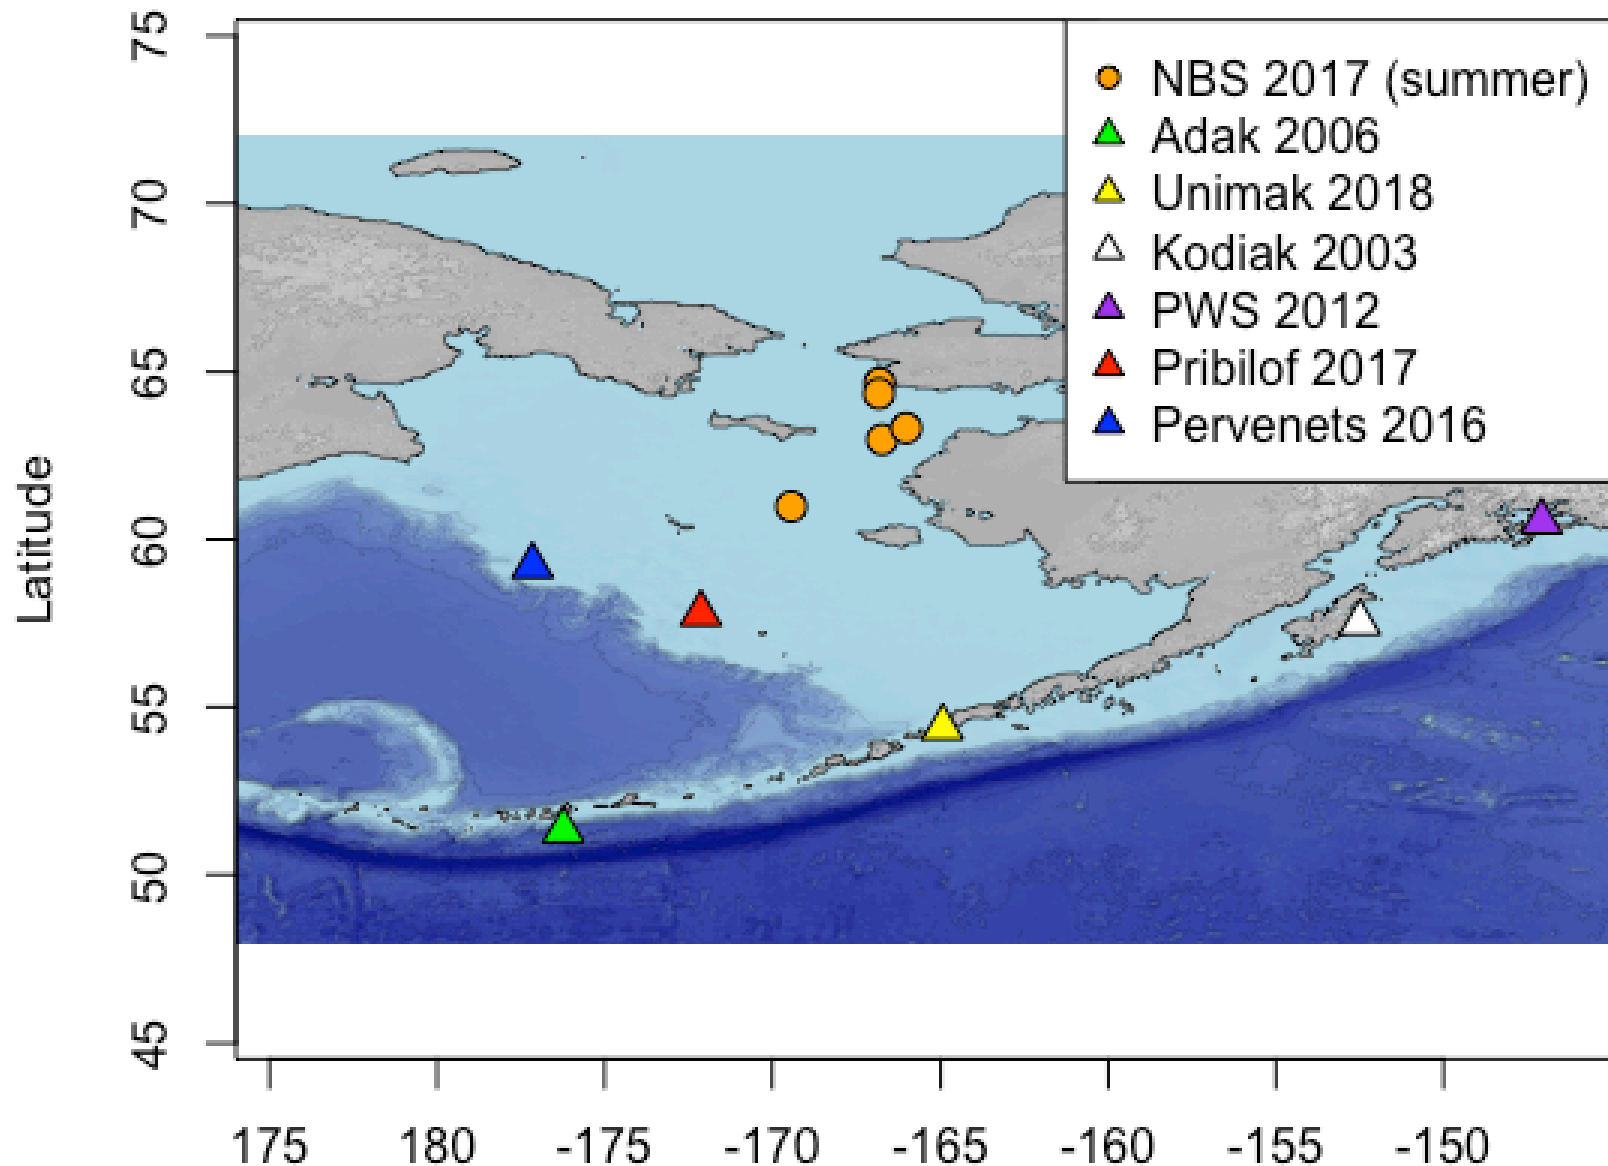 NBS 2017 (summer)
Adak 2006
Unimak 2018
Kodiak 2003
PWS 2012
Pribilof 2017
Pervenets 2016
Latitude
75
70
65
60
55
50
45
175 180 -175 -170 -165 -160 -155 -150